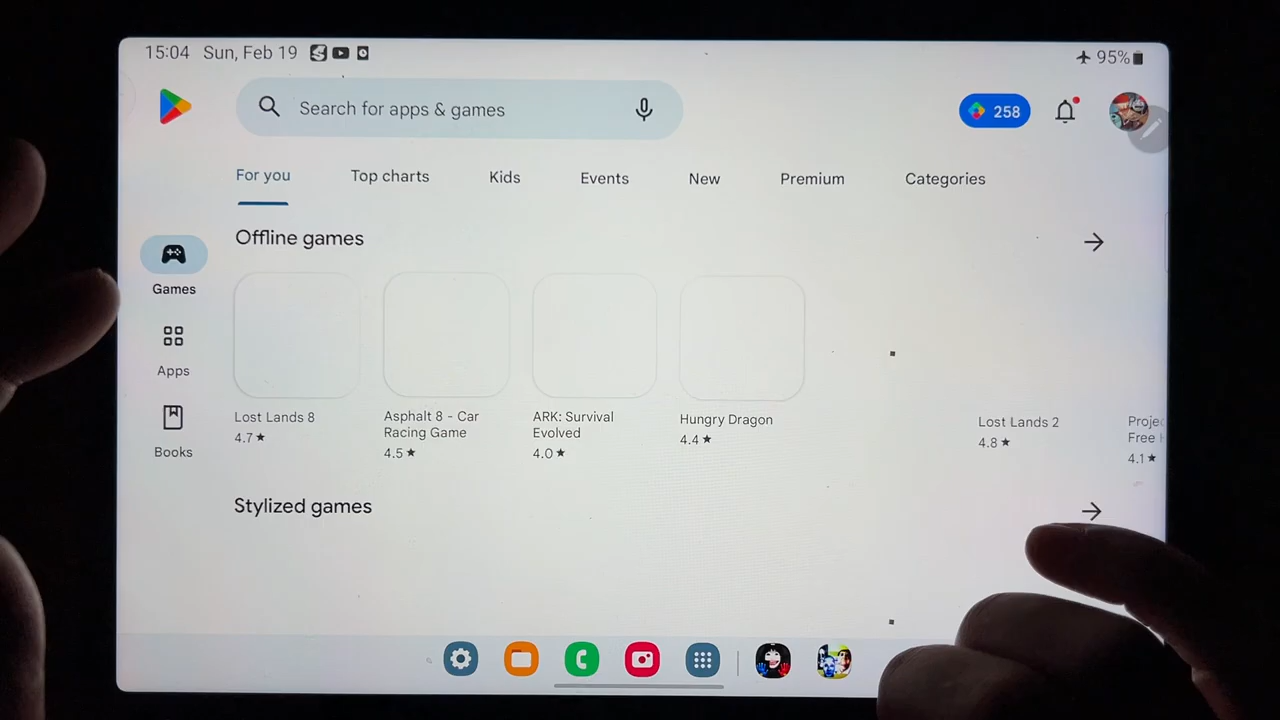 15:04 Sun, Feb 19
95%
Search for apps & games
258
For you
Top charts
Kids
Events
New
Premium
Categories
Offline games
Games
Apps
Books
Lost Lands 8
4.7★
Asphalt 8 - Car
Racing Game
4.5★
ARK: Survival
Evolved
4.0★
Hungry Dragon
4.4★
Lost Lands 2
4.8★
Free
4.1★
Stylized games